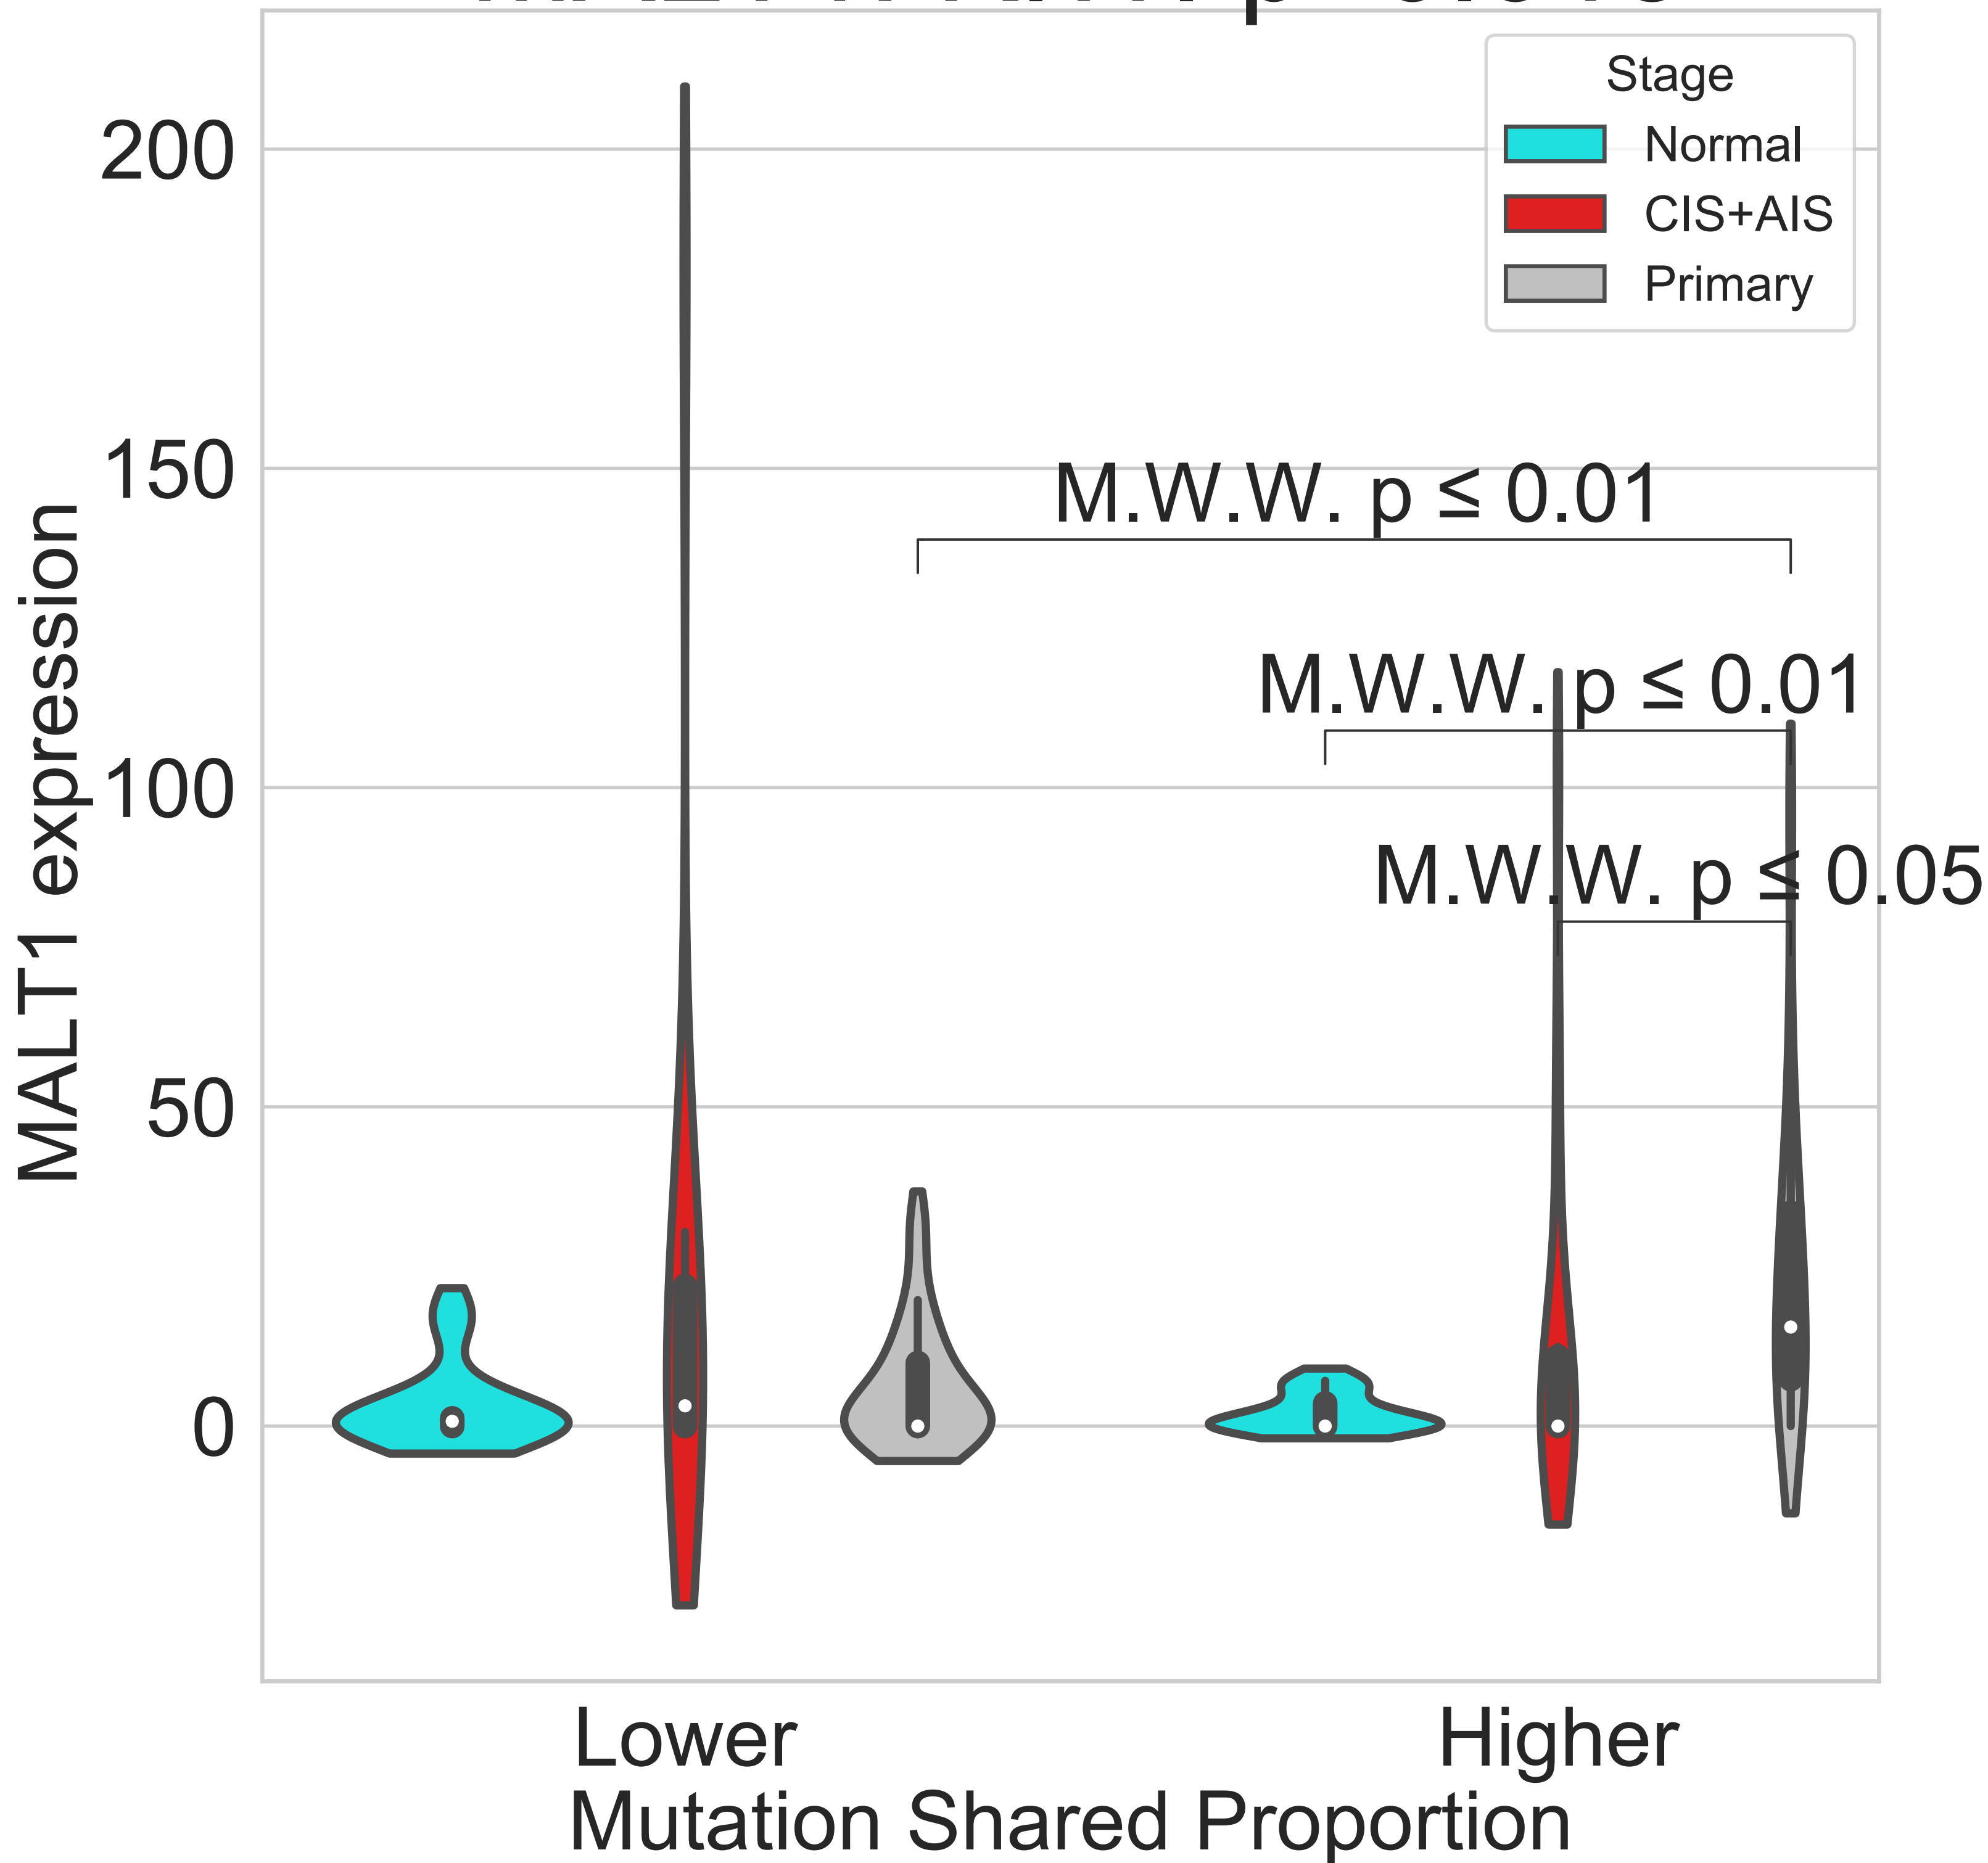 Stage
Normal
CIS+AIS
Primary
200
150
100
50
0
MALT1 expression
M.W.W. p ≤ 0.01
M.W.W. p ≤ 0.01
M.W.W. p ≤ 0.05
Lower
Higher
Mutation Shared Proportion